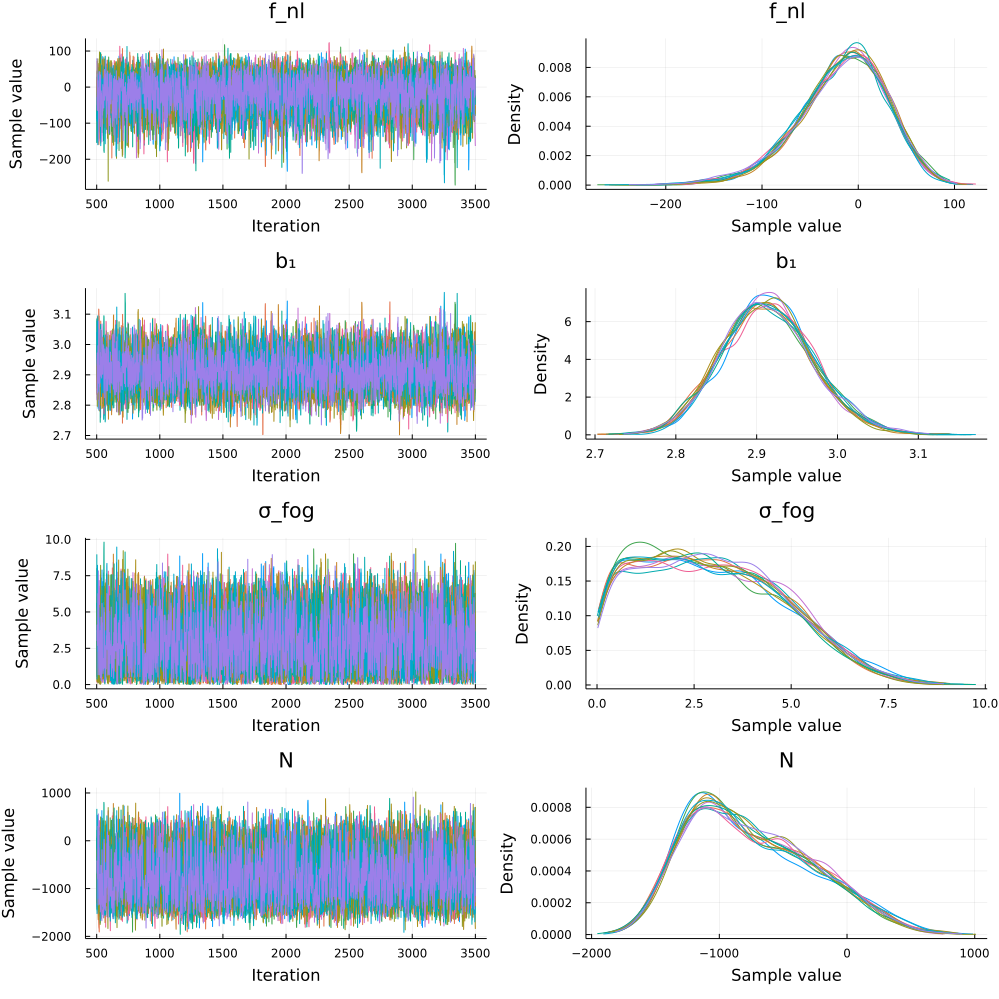 f_nl
f_nl
Sample value
100
0
−100
−200
500 1000 1500 2000 2500 3000 3500
Iteration
Density
0.008
0.006
0.004
0.002
0.000
−200 −100 0 100
Sample value
b₁
b₁
Sample value
3.1
3.0
2.9
2.8
2.7
500 1000 1500 2000 2500 3000 3500
Iteration
Density
6
4
2
0
2.7 2.8 2.9 3.0 3.1
Sample value
σ_fog
σ_fog
Sample value
10.0
7.5
5.0
2.5
0.0
500 1000 1500 2000 2500 3000 3500
Iteration
Density
0.20
0.15
0.10
0.05
0.00
0.0 2.5 5.0 7.5 10.0
Sample value
N
N
Sample value
1000
0
−1000
−2000
500 1000 1500 2000 2500 3000 3500
Iteration
Density
0.0008
0.0006
0.0004
0.0002
0.0000
−2000 −1000 0 1000
Sample value